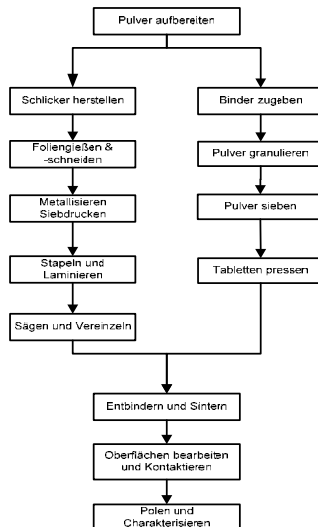 Pulver aufbereiten
Schlicker herstellen
Foliengießen &
-schneiden
Metallisieren
Siebdrucken
Stapeln und
Laminieren
Sägen und Vereinzeln
Binder zugeben
Pulver granulieren
Pulver sieben
Tabletten pressen
Entbindern und Sintern
Oberflächen bearbeiten
und Kontaktieren
Polen und
Charakterisieren